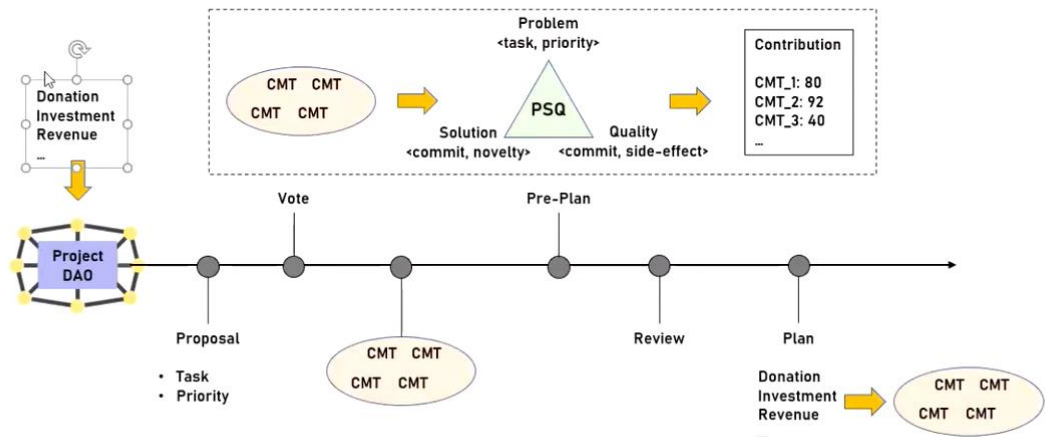 Problem
<task, priority>
CMT CMT
CMT CMT
PSQ
Solution
<commit, novelty>
Quality
<commit, side-effect>
Contribution
CMT_1: 80
CMT_2: 92
CMT_3: 40
...
Donation
Investment
Revenue
...
Project
DAO
Vote
Pre-Plan
Proposal
• Task
• Priority
CMT CMT
CMT CMT
Review
Plan
Donation
Investment
Revenue
...
CMT CMT
CMT CMT